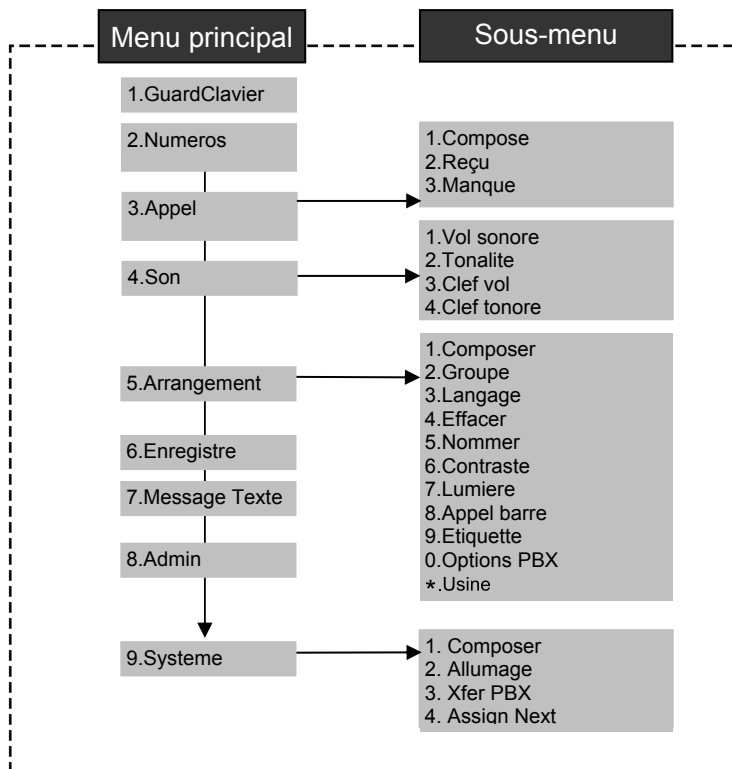 Menu principal
Sous-menu
1.GuardClavier
2.Numeros
3.Appel
1.Compose
2.Reçu
3.Manque
4.Son
1.Vol sonore
2.Tonalite
3.Clef vol
4.Clef tonore
5.Arrangement
1.Composer
2.Groupe
3.Langage
4.Effacer
5.Nommer
6.Contraste
7.Lumiere
8.Appel barre
9.Etiquette
0.Options PBX
*.Usine
6.Enregistre
7.Message Texte
8.Admin
9.Systeme
1. Composer
2. Allumage
3. Xfer PBX
4. Assign Next